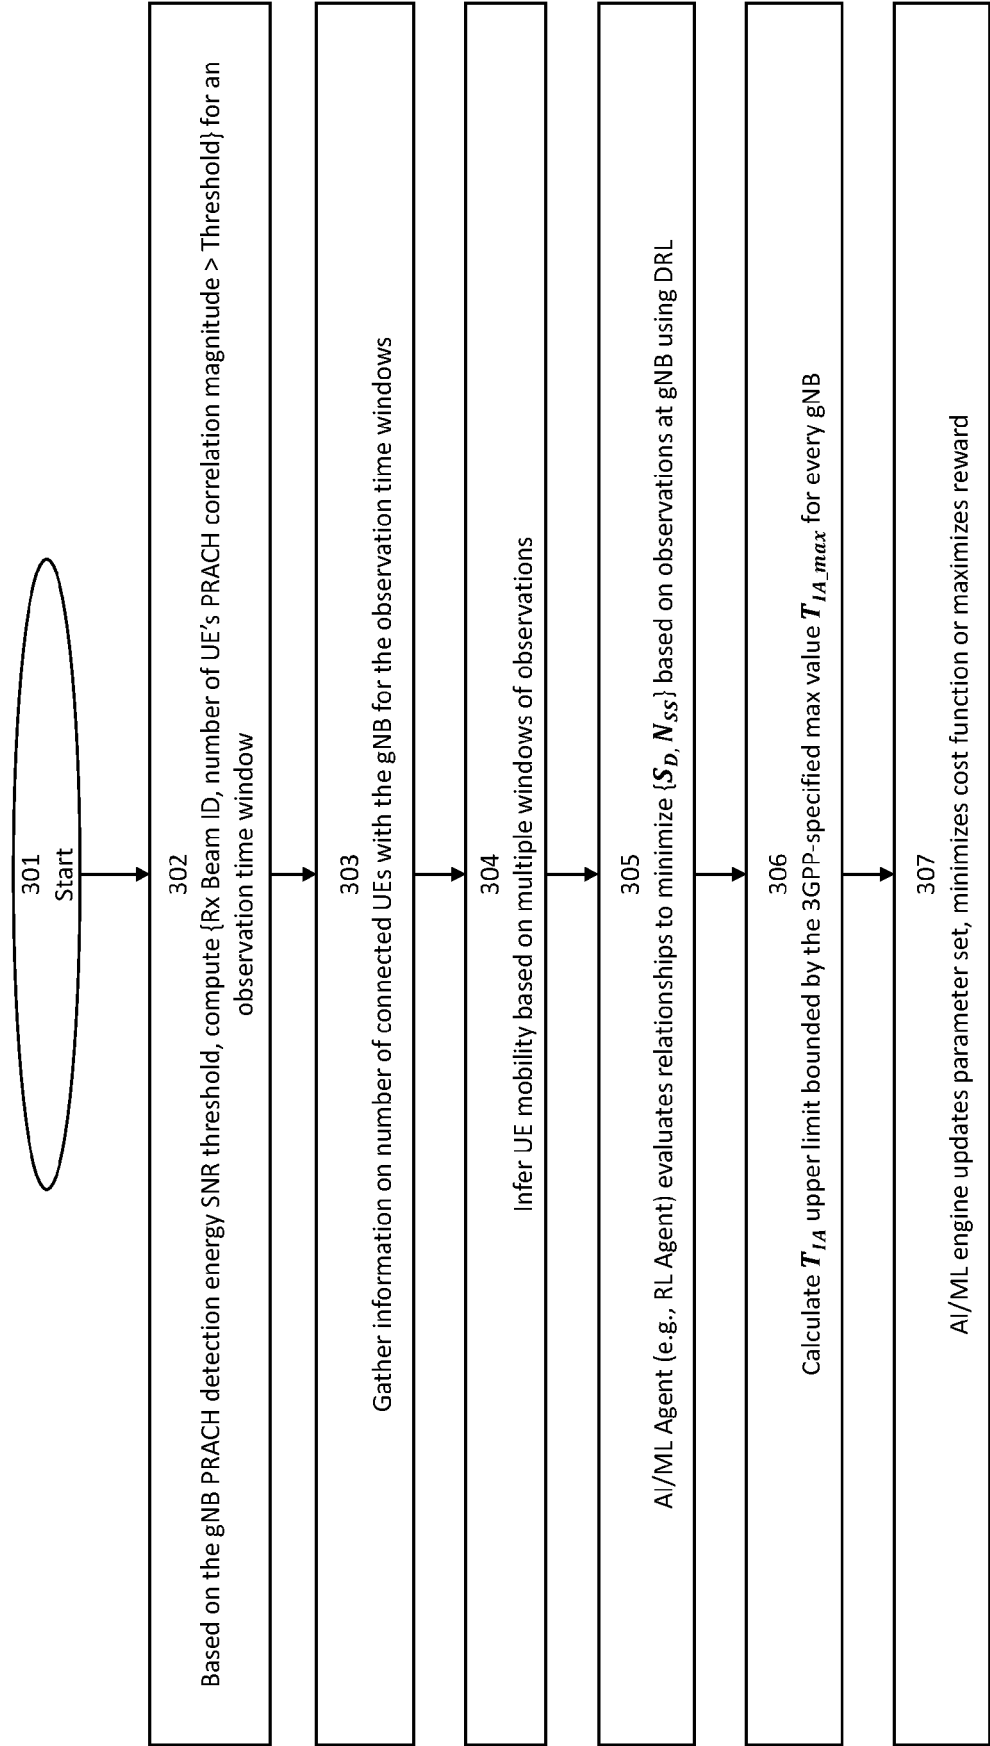 301
Start
302
Based on the gNB PRACH detection energy SNR threshold, compute {Rx Beam ID, number of UE’s PRACH correlation magnitude > Threshold} for an
observation time window
303
Gather information on number of connected UEs with the gNB for the observation time windows
304
Infer UE mobility based on multiple windows of observations
305
AI/ML Agent (e.g., RL Agent) evaluates relationships to minimize {S_D, N_SS} based on observations at gNB using DRL
306
Calculate T_IA upper limit bounded by the 3GPP-specified max value T_IA_max for every gNB
307
AI/ML engine updates parameter set, minimizes cost function or maximizes reward